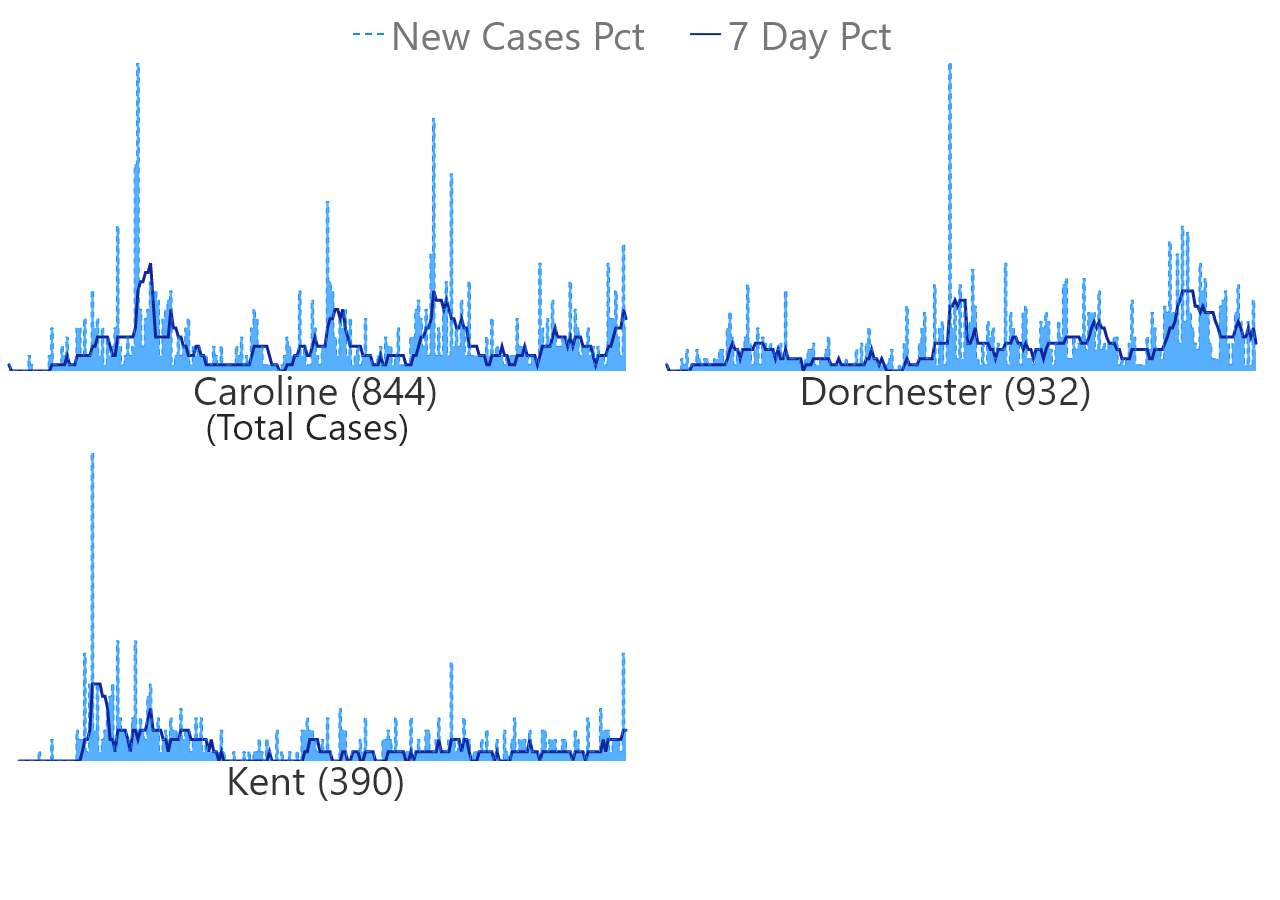 New Cases Pct 7 Day Pct
Caroline (844)
(Total Cases)
Dorchester (932)
Kent (390)